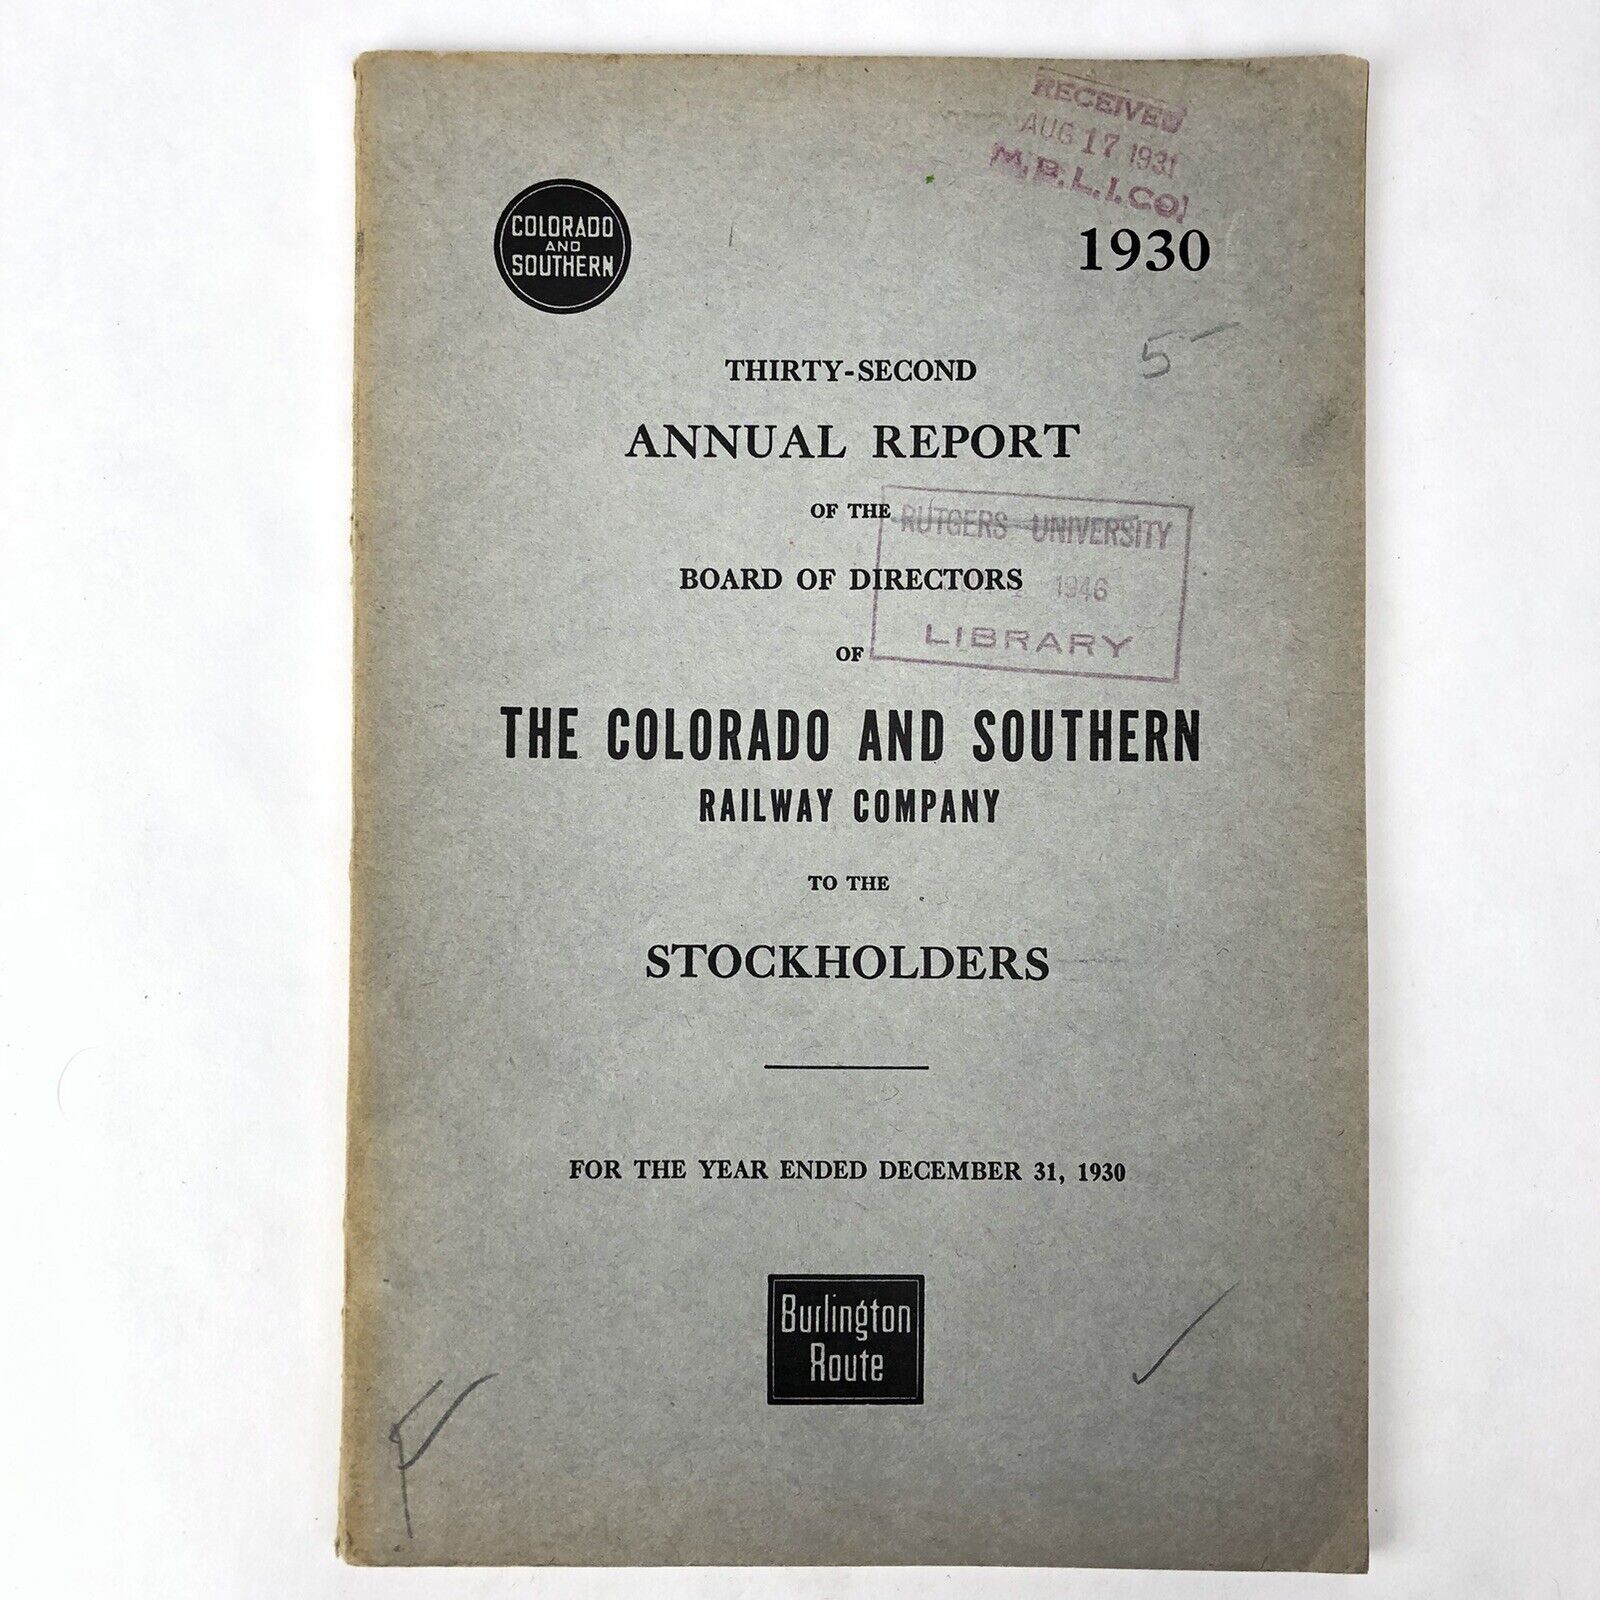 RECEIVED
AUG 17 1931
M.B.L.I.CO.
COLORADO
AND
SOUTHERN
1930
5
THIRTY-SECOND
ANNUAL REPORT
OF THE
RUTGERS UNIVERSITY
BOARD OF DIRECTORS
1946
LIBRARY
OF
THE COLORADO AND SOUTHERN
RAILWAY COMPANY
TO THE
STOCKHOLDERS
FOR THE YEAR ENDED DECEMBER 31, 1930
Burlington
Route
F